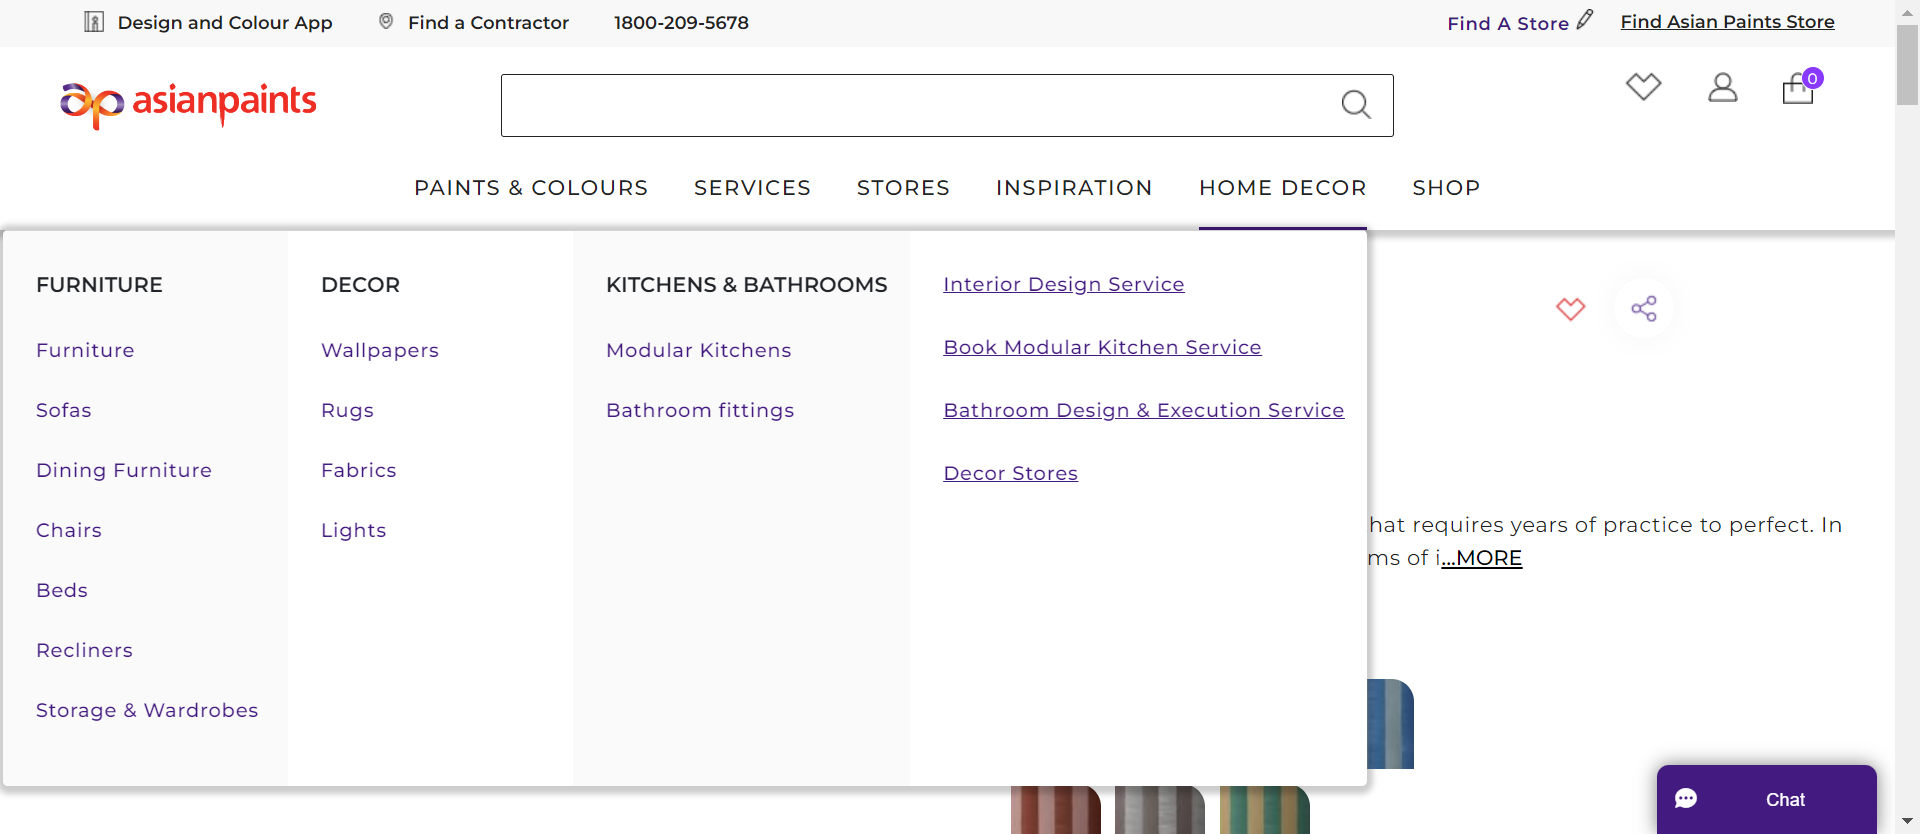 Design and Colour App
Find a Contractor
1800-209-5678
Find A Store
Find Asian Paints Store
asianpaints
0
PAINTS & COLOURS
SERVICES
STORES
INSPIRATION
HOME DECOR
SHOP
FURNITURE
Furniture
Sofas
Dining Furniture
Chairs
Beds
Recliners
Storage & Wardrobes
DECOR
Wallpapers
Rugs
Fabrics
Lights
KITCHENS & BATHROOMS
Modular Kitchens
Bathroom fittings
Interior Design Service
Book Modular Kitchen Service
Bathroom Design & Execution Service
Decor Stores
hat requires years of practice to perfect. In
ms of i...MORE
Chat